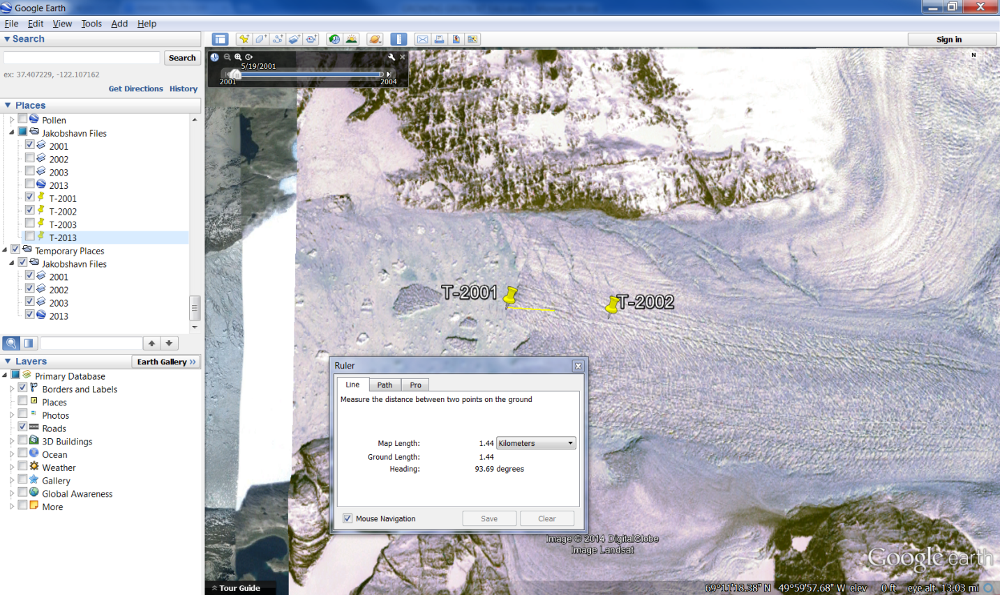 Google Earth
File Edit View Tools Add Help
Search
Search
ex: 37.407229, -122.107162
Get Directions History
Places
Pollen
Jakobshavn Files
2001
2002
2003
2013
T-2001
T-2002
T-2003
T-2013
Temporary Places
Jakobshavn Files
2001
2002
2003
2013
Layers
Earth Gallery >>
Primary Database
Borders and Labels
Places
Photos
Roads
3D Buildings
Ocean
Weather
Gallery
Global Awareness
More
Sign in
N
5/19/2001
2001 2004
T-2001
T-2002
Ruler
Line Path Pro
Measure the distance between two points on the ground
Map Length: 1.44 Kilometers
Ground Length: 1.44
Heading: 93.69 degrees
Mouse Navigation Save Clear
Image © 2014 DigitalGlobe
Image Landsat
Google earth
Tour Guide
69°11'18.38" N 49°59'57.68" W elev 0 ft eye alt 13.03 mi